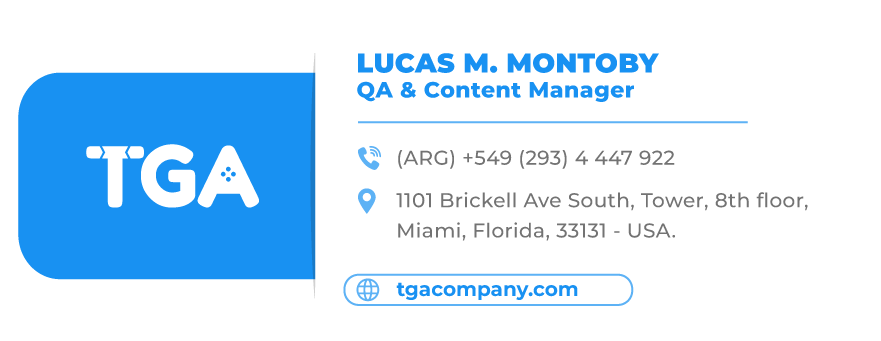 TGA
LUCAS M. MONTOBY
QA & Content Manager
(ARG) +549 (293) 4 447 922
1101 Brickell Ave South, Tower, 8th floor,
Miami, Florida, 33131 - USA.
tgacompany.com